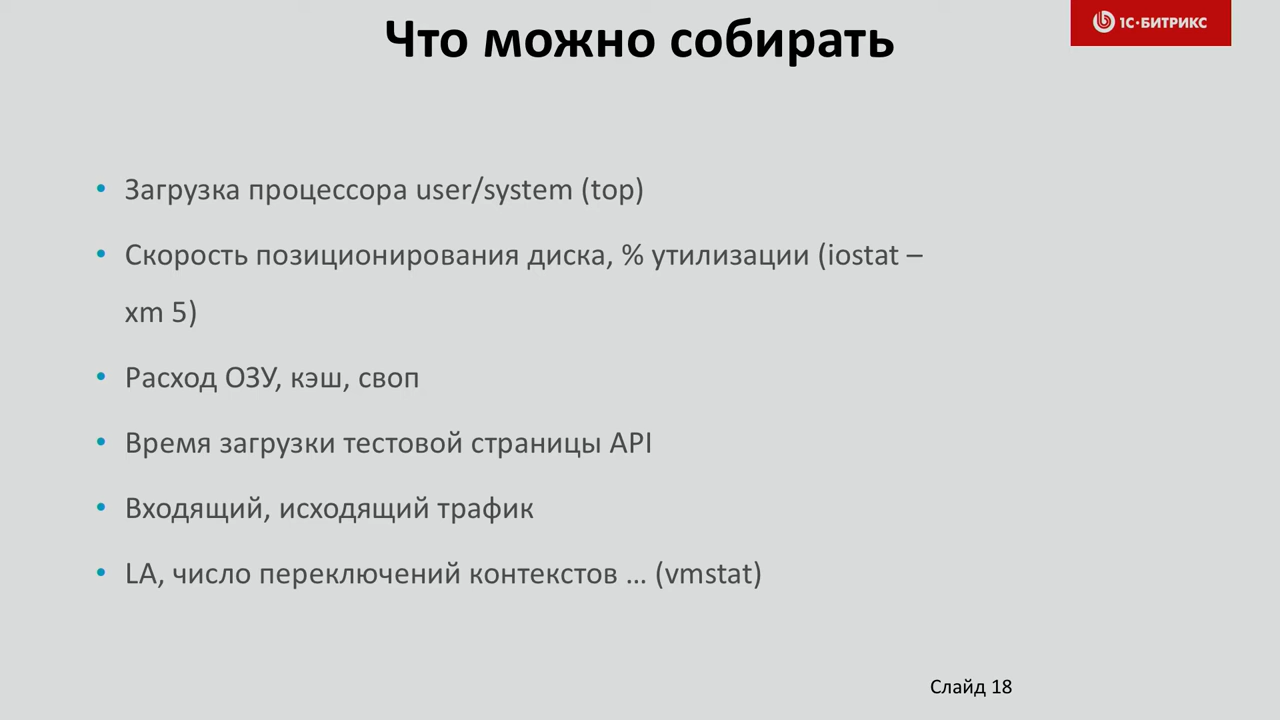 Что можно собирать
1С·БИТРИКС
• Загрузка процессора user/system (top)
• Скорость позиционирования диска, % утилизации (iostat –
xm 5)
• Расход ОЗУ, кэш, своп
• Время загрузки тестовой страницы API
• Входящий, исходящий трафик
• LA, число переключений контекстов ... (vmstat)
Слайд 18